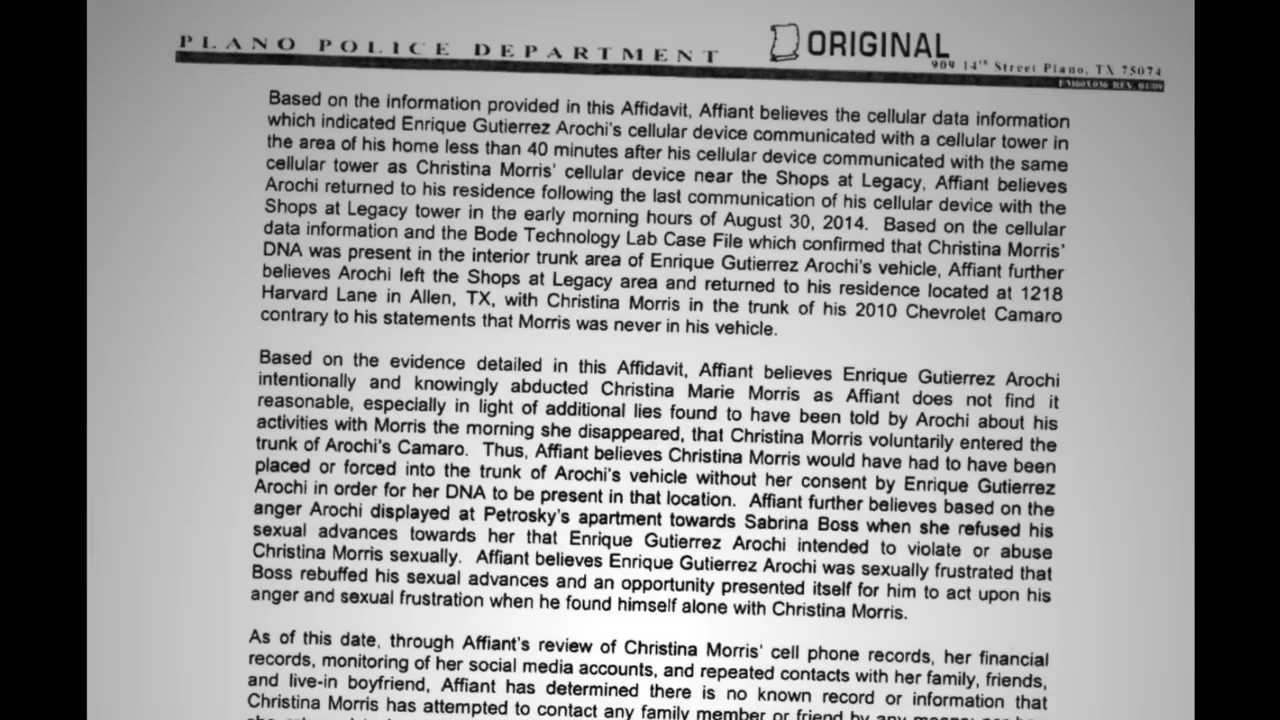 PLANO POLICE DEPARTMENT
ORIGINAL
909 14th Street Plano, TX 75074
Based on the information provided in this Affidavit, Affiant believes the cellular data information
which indicated Enrique Gutierrez Arochi's cellular device communicated with a cellular tower in
the area of his home less than 40 minutes after his cellular device communicated with the same
cellular tower as Christina Morris' cellular device near the Shops at Legacy, Affiant believes
Arochi returned to his residence following the last communication of his cellular device with the
Shops at Legacy tower in the early morning hours of August 30, 2014. Based on the cellular
data information and the Bode Technology Lab Case File which confirmed that Christina Morris'
DNA was present in the interior trunk area of Enrique Gutierrez Arochi's vehicle, Affiant further
believes Arochi left the Shops at Legacy area and returned to his residence located at 1218
Harvard Lane in Allen, TX, with Christina Morris in the trunk of his 2010 Chevrolet Camaro
contrary to his statements that Morris was never in his vehicle.
Based on the evidence detailed in this Affidavit, Affiant believes Enrique Gutierrez Arochi
intentionally and knowingly abducted Christina Marie Morris as Affiant does not find it
reasonable, especially in light of additional lies found to have been told by Arochi about his
activities with Morris the morning she disappeared, that Christina Morris voluntarily entered the
trunk of Arochi's Camaro. Thus, Affiant believes Christina Morris would have had to have been
placed or forced into the trunk of Arochi's vehicle without her consent by Enrique Gutierrez
Arochi in order for her DNA to be present in that location. Affiant further believes based on the
anger Arochi displayed at Petrosky's apartment towards Sabrina Boss when she refused his
sexual advances towards her that Enrique Gutierrez Arochi intended to violate or abuse
Christina Morris sexually. Affiant believes Enrique Gutierrez Arochi was sexually frustrated that
Boss rebuffed his sexual advances and an opportunity presented itself for him to act upon his
anger and sexual frustration when he found himself alone with Christina Morris.
As of this date, through Affiant's review of Christina Morris' cell phone records, her financial
records, monitoring of her social media accounts, and repeated contacts with her family, friends,
and live-in boyfriend, Affiant has determined there is no known record or information that
Christina Morris has attempted to contact any family member or friend by any